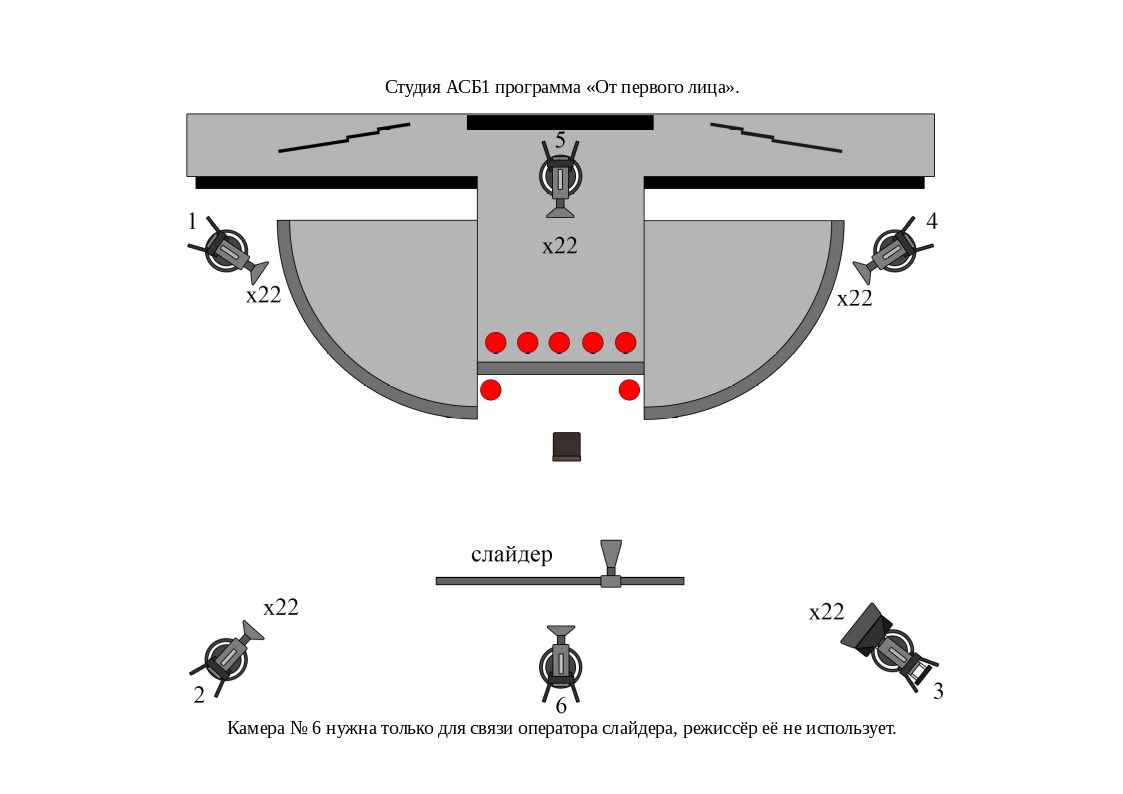 Студия АСБ1 программа «От первого лица».
5
1
4
x22
x22
x22
слайдер
x22
x22
2
6
3
Камера № 6 нужна только для связи оператора слайдера, режиссёр её не использует.